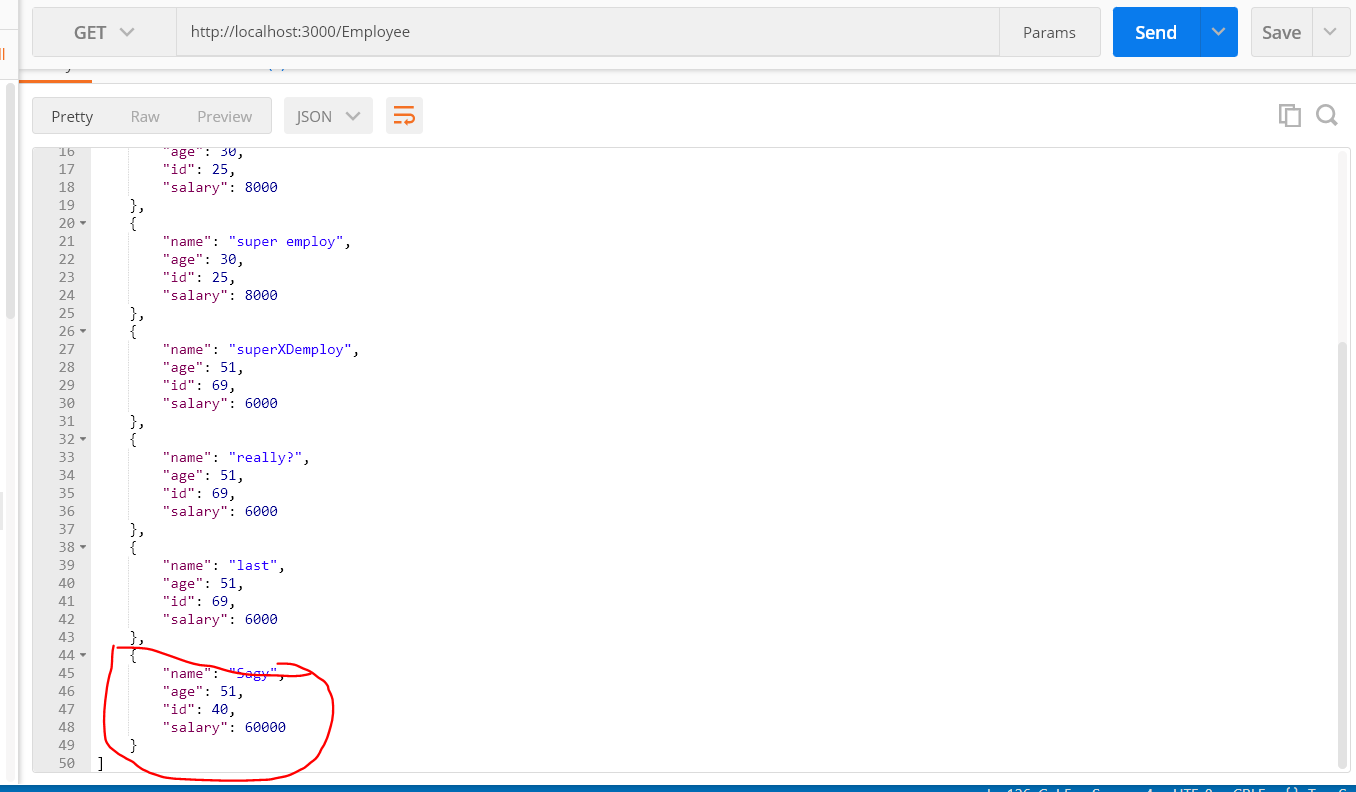 GET http://localhost:3000/Employee Params Send Save
Pretty Raw Preview JSON
16 "age": 30,
17 "id": 25,
18 "salary": 8000
19 },
20 {
21 "name": "super employ",
22 "age": 30,
23 "id": 25,
24 "salary": 8000
25 },
26 {
27 "name": "superXDemploy",
28 "age": 51,
29 "id": 69,
30 "salary": 6000
31 },
32 {
33 "name": "really?",
34 "age": 51,
35 "id": 69,
36 "salary": 6000
37 },
38 {
39 "name": "last",
40 "age": 51,
41 "id": 69,
42 "salary": 6000
43 },
44 {
45 "name": "Sagy",
46 "age": 51,
47 "id": 40,
48 "salary": 60000
49 }
50 ]